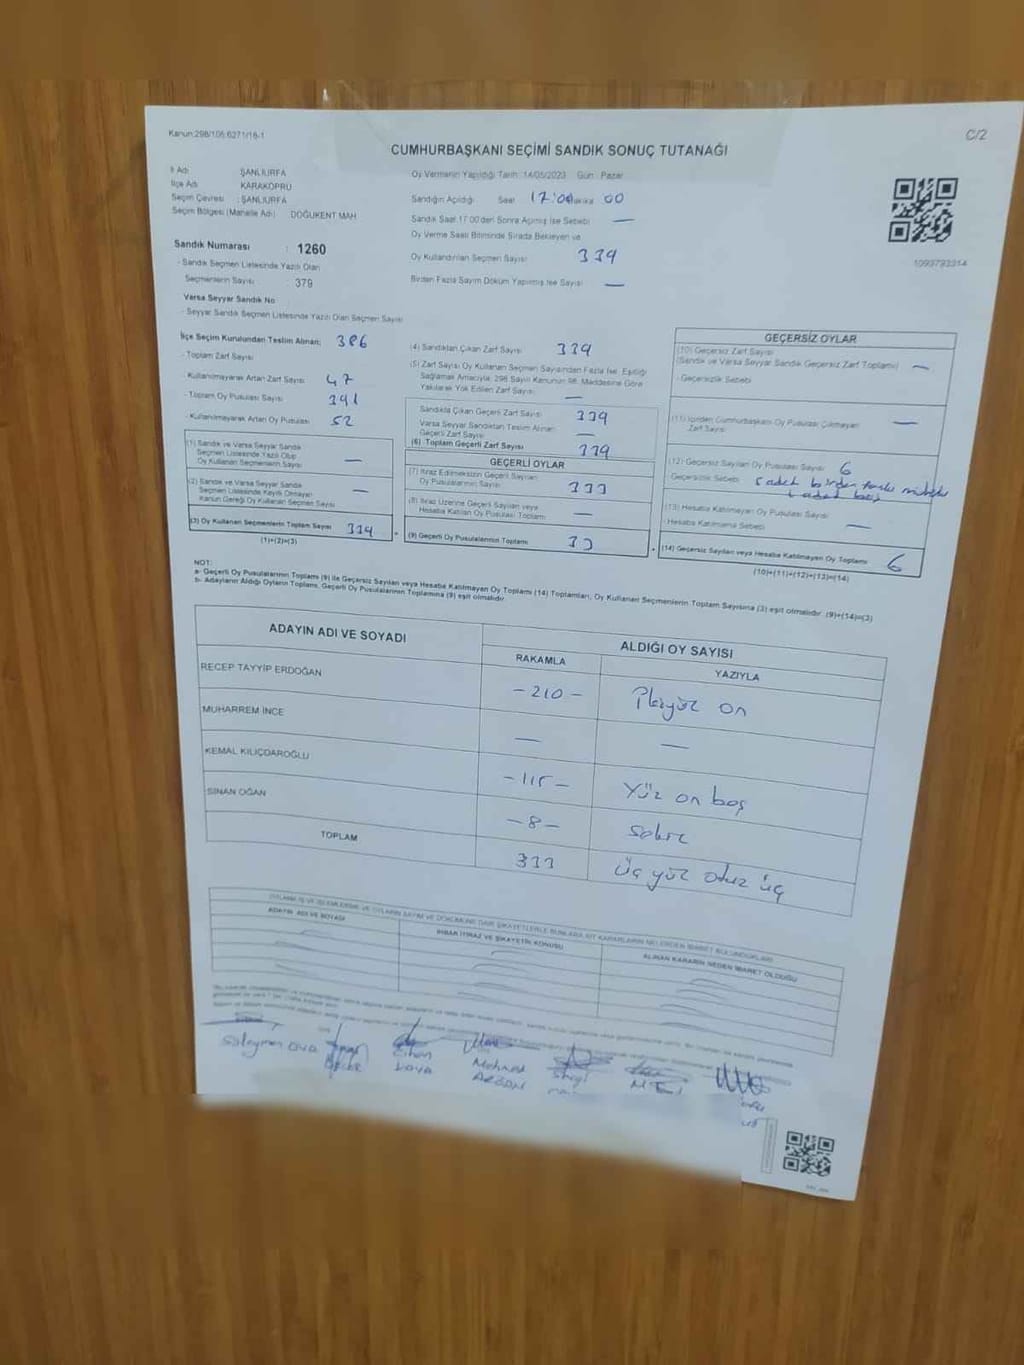 Kanun:298/105;6271/16-1
C/2
CUMHURBAŞKANI SEÇİMİ SANDIK SONUÇ TUTANAĞI
İl Adı ŞANLIURFA
İlçe Adı KARAKÖPRÜ
Seçim Çevresi : ŞANLIURFA
Seçim Bölgesi (Mahalle Adı) DOĞUKENT MAH
Sandık Numarası : 1260
- Sandık Seçmen Listesinde Yazılı Olan
Seçmenlerin Sayısı 379
Varsa Seyyar Sandık No
- Seyyar Sandık Seçmen Listesinde Yazılı Olan Seçmen Sayısı
Oy Vermenin Yapıldığı Tarih : 14/05/2023 Gün : Pazar
Sandığın Açıldığı Saat 17:00 Dakika 00
Sandık Saat 17:00'den Sonra Açılmış İse Sebebi —
Oy Verme Saati Bitiminde Sırada Bekleyen ve
Oy Kullandırılan Seçmen Sayısı 339
Birden Fazla Sayım Döküm Yapılmış İse Sayısı —
1093793314
İlçe Seçim Kurulundan Teslim Alınan; 386
- Toplam Zarf Sayısı
- Kullanılmayarak Artan Zarf Sayısı 47
- Toplam Oy Pusulası Sayısı 391
- Kullanılmayarak Artan Oy Pusulası 52
(1) Sandık ve Varsa Seyyar Sandık
Seçmen Listesinde Yazılı Olup
Oy Kullanan Seçmenlerin Sayısı —
(2) Sandık ve Varsa Seyyar Sandık
Seçmen Listesinde Kayıtlı Olmayan
Kanun Gereği Oy Kullanan Seçmen Sayısı —
(3) Oy Kullanan Seçmenlerin Toplam Sayısı 339
(1)+(2)=(3)
(4) Sandıktan Çıkan Zarf Sayısı 339
(5) Zarf Sayısı Oy Kullanan Seçmen Sayısından Fazla İse, Eşitliği
Sağlamak Amacıyla; 298 Sayılı Kanunun 98. Maddesine Göre
Yakılarak Yok Edilen Zarf Sayısı —
Sandıkta Çıkan Geçerli Zarf Sayısı 339
Varsa Seyyar Sandıktan Teslim Alınan
Geçerli Zarf Sayısı —
(6) Toplam Geçerli Zarf Sayısı 339
GEÇERLİ OYLAR
(7) İtiraz Edilmeksizin Geçerli Sayılan
Oy Pusulalarının Sayısı 333
(8) İtiraz Üzerine Geçerli Sayılan veya
Hesaba Katılan Oy Pusulası Toplamı —
(9) Geçerli Oy Pusulalarının Toplamı 33
GEÇERSİZ OYLAR
(10) Geçersiz Zarf Sayısı
(Sandık ve Varsa Seyyar Sandık Geçersiz Zarf Toplamı) —
- Geçersizlik Sebebi
(11) İçinden Cumhurbaşkanı Oy Pusulası Çıkmayan
Zarf Sayısı —
(12) Geçersiz Sayılan Oy Pusulası Sayısı 6
Geçersizlik Sebebi 5 adet birden fazla mühür
1 adet boş
(13) Hesaba Katılmayan Oy Pusulası Sayısı
Hesaba Katılmama Sebebi —
(14) Geçersiz Sayılan veya Hesaba Katılmayan Oy Toplamı 6
(10)+(11)+(12)+(13)=(14)
NOT:
a- Geçerli Oy Pusulalarının Toplamı (9) ile Geçersiz Sayılan veya Hesaba Katılmayan Oy Toplamı (14) Toplamları, Oy Kullanan Seçmenlerin Toplam Sayısına (3) eşit olmalıdır. (9)+(14)=(3)
b- Adayların Aldığı Oyların Toplamı, Geçerli Oy Pusulalarının Toplamına (9) eşit olmalıdır.
ADAYIN ADI VE SOYADI
ALDIĞI OY SAYISI
RAKAMLA YAZIYLA
RECEP TAYYİP ERDOĞAN - 210 - İkiyüz on
MUHARREM İNCE — —
KEMAL KILIÇDAROĞLU - 115 - Yüz on beş
SİNAN OĞAN - 8 - sekiz
TOPLAM 333 üç yüz otuz üç
ADAYIN ADI VE SOYADI
İHBAR İTİRAZ VE ŞİKAYETİN KONUSU
ALINAN KARARIN NEDEN İBARET OLDUĞU
Süleyman OVA
Cihan KAYA
Mehmet